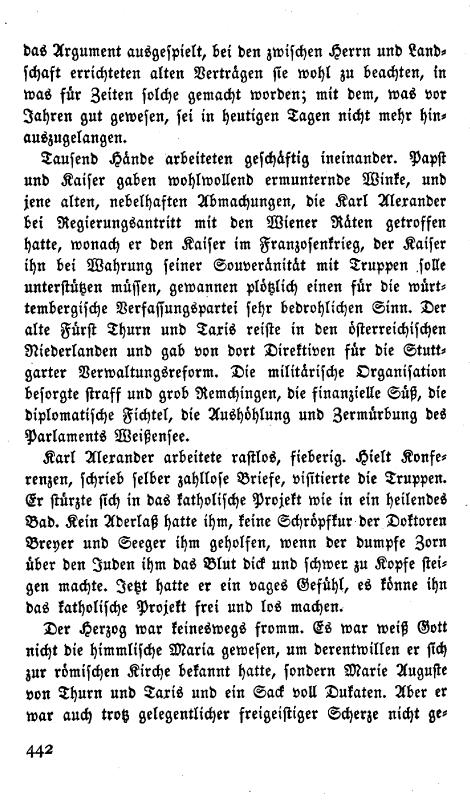 das Argument ausgespielt, bei den zwischen Herrn und Land-
schaft errichteten alten Verträgen sie wohl zu beachten, in
was für Zeiten solche gemacht worden; mit dem, was vor
Jahren gut gewesen, sei in heutigen Tagen nicht mehr hin-
auszugelangen.
Tausend Hände arbeiteten geschäftig ineinander. Papst
und Kaiser gaben wohlwollend ermunternde Winke, und
jene alten, nebelhaften Abmachungen, die Karl Alexander
bei Regierungsantritt mit den Wiener Räten getroffen
hatte, wonach er den Kaiser im Franzosenkrieg, der Kaiser
ihn bei Wahrung seiner Souveränität mit Truppen solle
unterstützen müssen, gewannen plötzlich einen für die würt-
tembergische Verfassungspartei sehr bedrohlichen Sinn. Der
alte Fürst Thurn und Taxis reiste in den österreichischen
Niederlanden und gab von dort Direktiven für die Stutt-
garter Verwaltungsreform. Die militärische Organisation
besorgte straff und grob Remchingen, die finanzielle Süß, die
diplomatische Fichtel, die Aushöhlung und Zermürbung des
Parlaments Weißensee.
Karl Alexander arbeitete rastlos, fieberig. Hielt Konfe-
renzen, schrieb selber zahllose Briefe, visitierte die Truppen.
Er stürzte sich in das katholische Projekt wie in ein heilendes
Bad. Kein Aderlaß hatte ihm, keine Schröpfkur der Doktoren
Breyer und Seeger ihm geholfen, wenn der dumpfe Zorn
über den Juden ihm das Blut dick und schwer zu Kopfe stei-
gen machte. Jetzt hatte er ein vages Gefühl, es könne ihn
das katholische Projekt frei und los machen.
Der Herzog war keineswegs fromm. Es war weiß Gott
nicht die himmlische Maria gewesen, um derentwillen er sich
zur römischen Kirche bekannt hatte, sondern Marie Auguste
von Thurn und Taxis und ein Sack voll Dukaten. Aber er
war auch trotz gelegentlicher freigeistiger Scherze nicht ge-
442